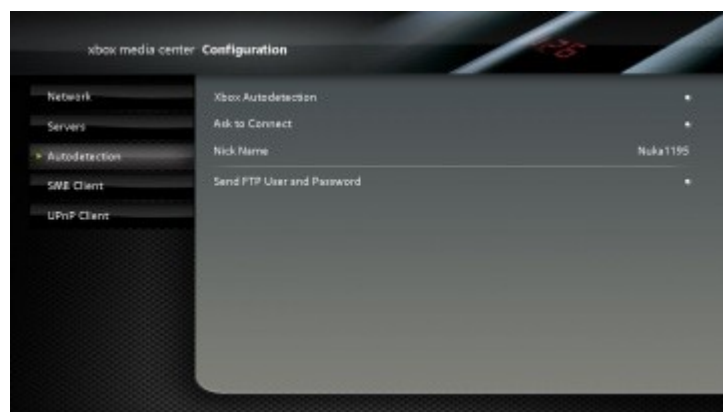 xbox media center Configuration
Network
Servers
Autodetection
SMB Client
UPnP Client
Xbox Autodetection
Ask to Connect
Nick Name Nuka1195
Send FTP User and Password